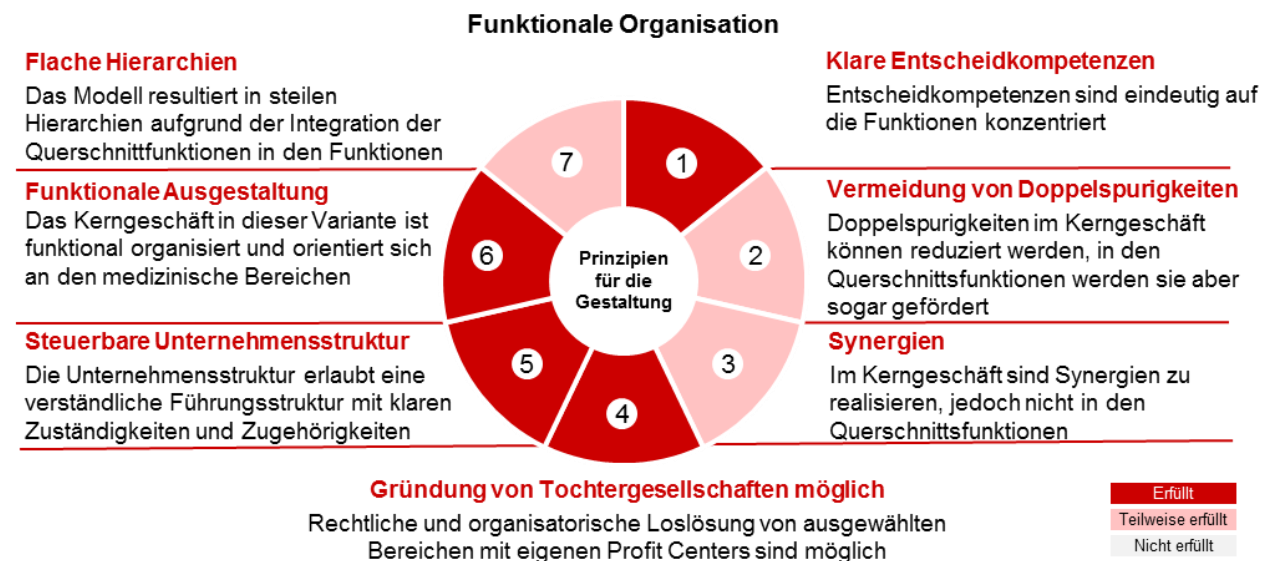 Funktionale Organisation
Flache Hierarchien
Das Modell resultiert in steilen
Hierarchien aufgrund der Integration der
Querschnittfunktionen in den Funktionen
Funktionale Ausgestaltung
Das Kerngeschäft in dieser Variante ist
funktional organisiert und orientiert sich
an den medizinische Bereichen
Steuerbare Unternehmensstruktur
Die Unternehmensstruktur erlaubt eine
verständliche Führungsstruktur mit klaren
Zuständigkeiten und Zugehörigkeiten
7
1
6
2
5
3
4
Prinzipien
für die
Gestaltung
Klare Entscheidkompetenzen
Entscheidkompetenzen sind eindeutig auf
die Funktionen konzentriert
Vermeidung von Doppelspurigkeiten
Doppelspurigkeiten im Kerngeschäft
können reduziert werden, in den
Querschnittsfunktionen werden sie aber
sogar gefördert
Synergien
Im Kerngeschäft sind Synergien zu
realisieren, jedoch nicht in den
Querschnittsfunktionen
Gründung von Tochtergesellschaften möglich
Rechtliche und organisatorische Loslösung von ausgewählten
Bereichen mit eigenen Profit Centers sind möglich
Erfüllt
Teilweise erfüllt
Nicht erfüllt